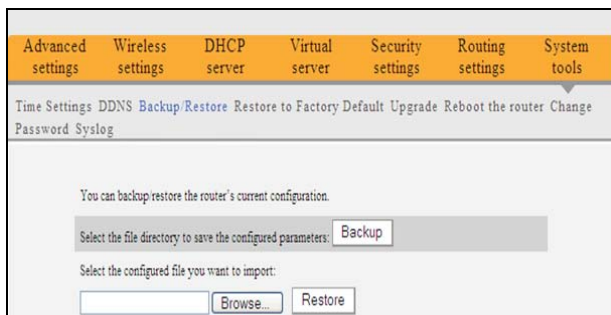 Advanced settings Wireless settings DHCP server Virtual server Security settings Routing settings System tools
Time Settings DDNS Backup/Restore Restore to Factory Default Upgrade Reboot the router Change
Password Syslog
You can backup/restore the router's current configuration.
Select the file directory to save the configured parameters: Backup
Select the configured file you want to import:
Browse... Restore